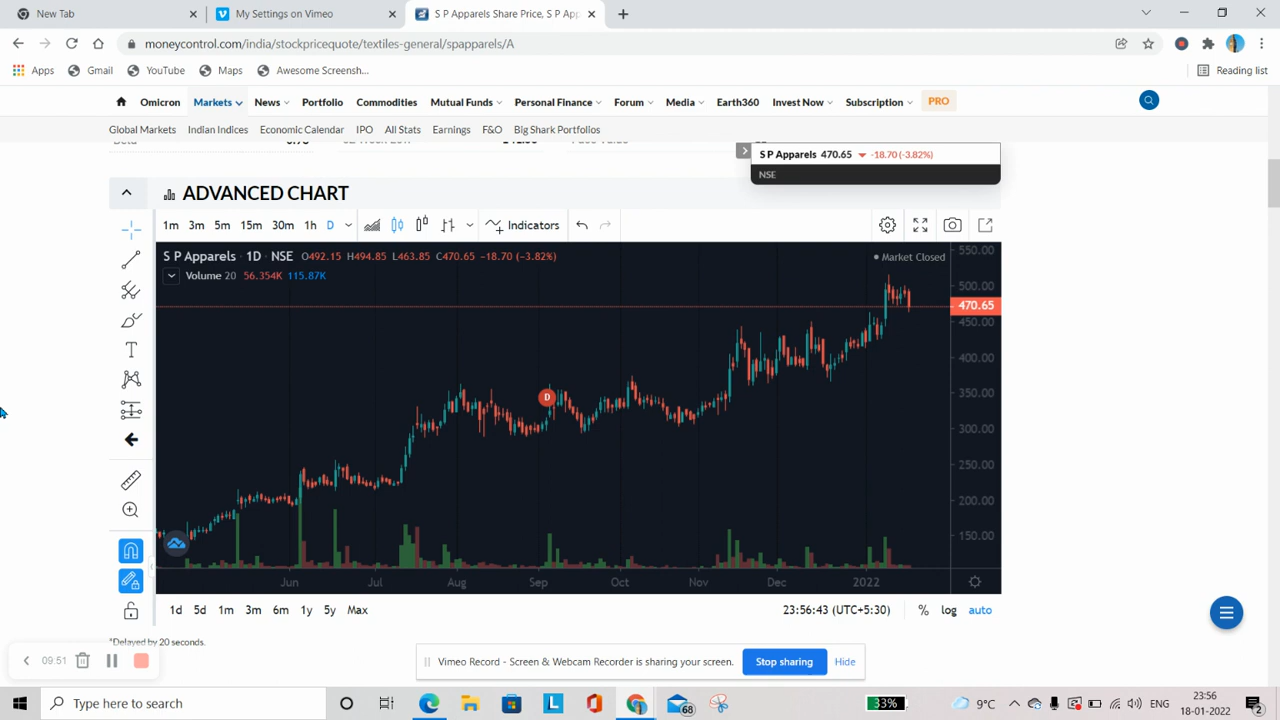 New Tab
My Settings on Vimeo
S P Apparels Share Price, S P App
moneycontrol.com/india/stockpricequote/textiles-general/spapparels/A
Apps Gmail YouTube Maps Awesome Screensh... Reading list
Omicron Markets News Portfolio Commodities Mutual Funds Personal Finance Forum Media Earth360 Invest Now Subscription PRO
Global Markets Indian Indices Economic Calendar IPO All Stats Earnings F&O Big Shark Portfolios
S P Apparels 470.65 -18.70 (-3.82%)
NSE
ADVANCED CHART
1m 3m 5m 15m 30m 1h D Indicators
S P Apparels · 1D · NSE O492.15 H494.85 L463.85 C470.65 -18.70 (-3.82%)
Market Closed
Volume 20 56.354K 115.87K
550.00
500.00
470.65
450.00
400.00
350.00
300.00
250.00
200.00
150.00
D
Jun Jul Aug Sep Oct Nov Dec 2022
1d 5d 1m 3m 6m 1y 5y Max 23:56:43 (UTC+5:30) % log auto
*Delayed by 20 seconds.
09:51
Vimeo Record - Screen & Webcam Recorder is sharing your screen. Stop sharing Hide
Type here to search
L
68
33%
9°C
ENG
23:56
18-01-2022
2